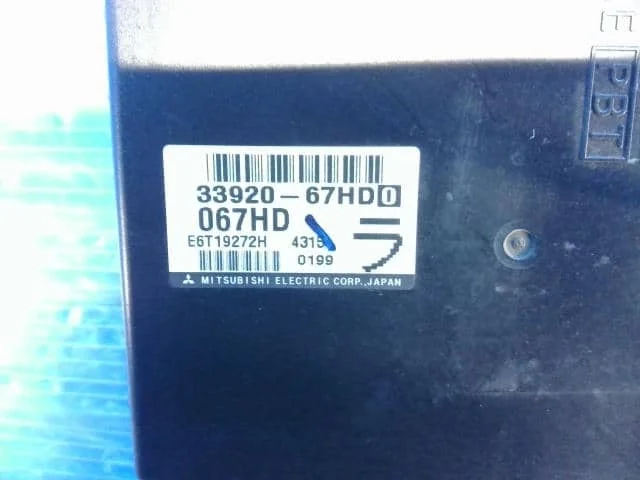 E
PBT
33920-67HD0
067HD
ラ
E6T19272H
4315
0199
MITSUBISHI ELECTRIC CORP., JAPAN